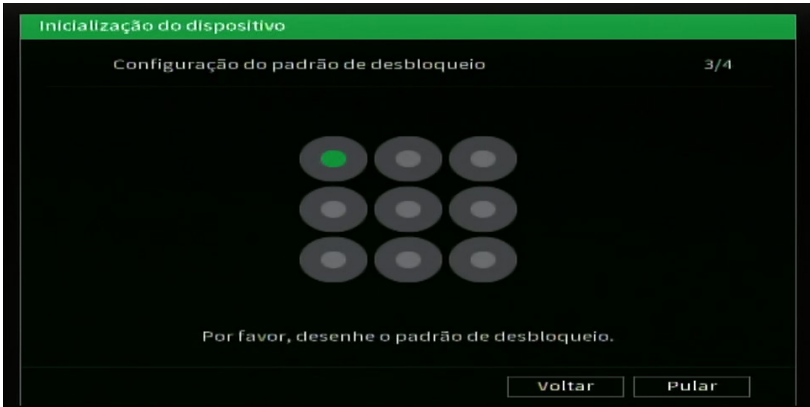 Inicialização do dispositivo
Configuração do padrão de desbloqueio 3/4
Por favor, desenhe o padrão de desbloqueio.
Voltar Pular